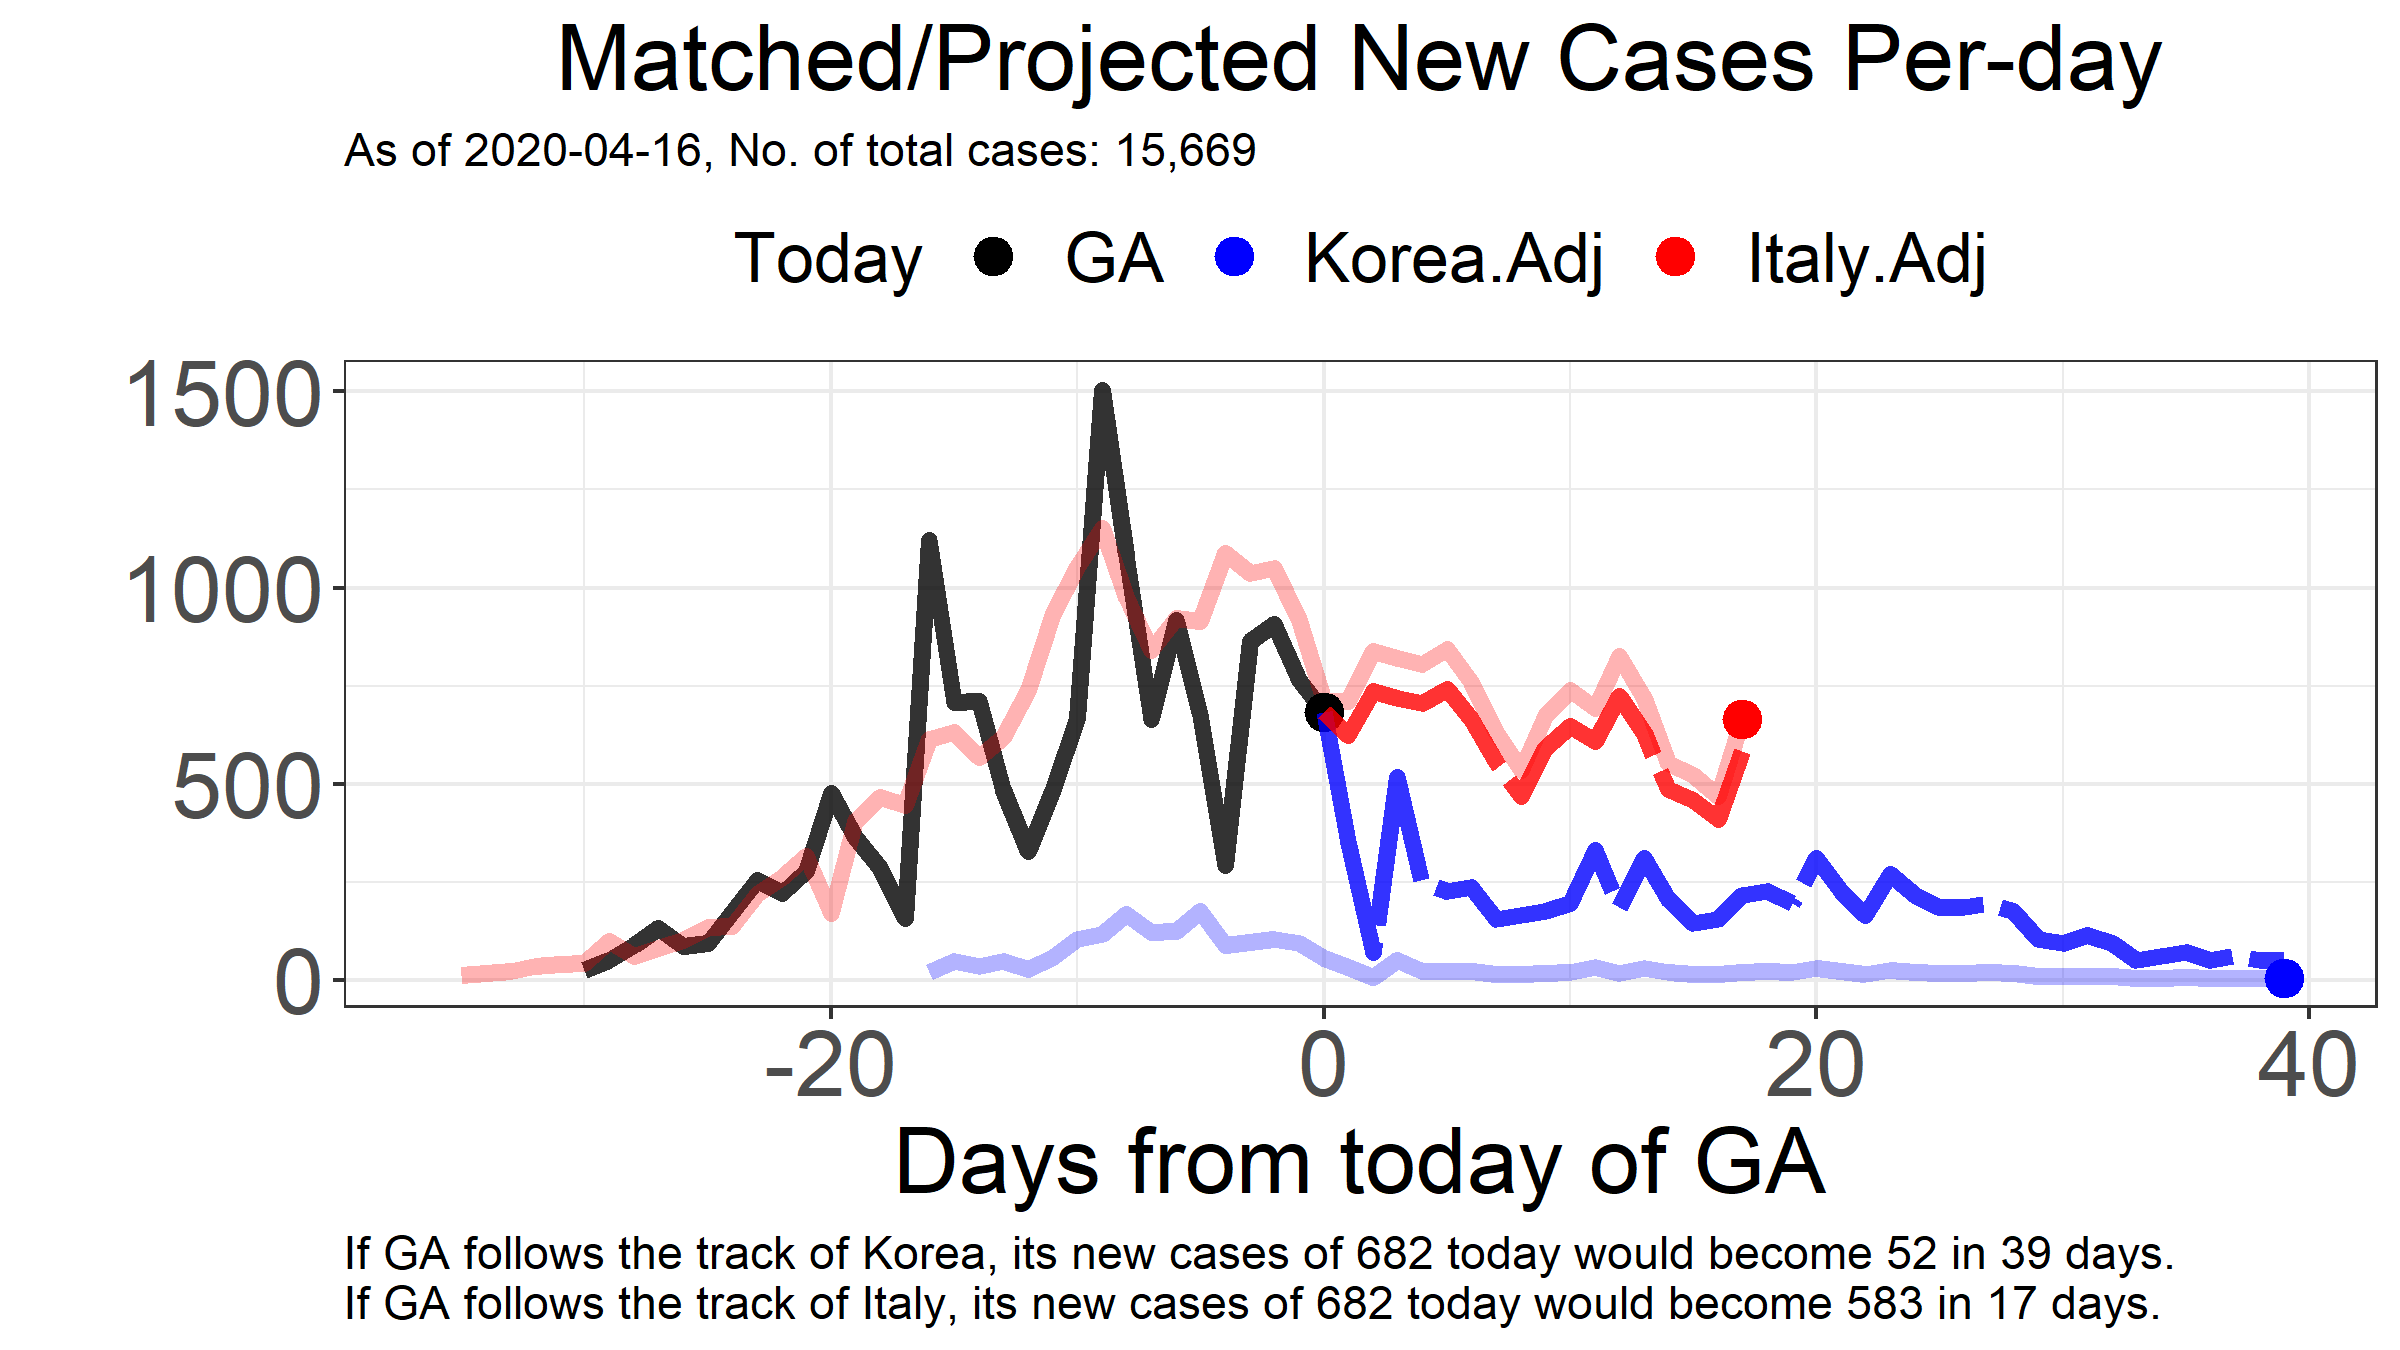 Matched/Projected New Cases Per-day
As of 2020-04-16, No. of total cases: 15,669
Today GA Korea.Adj Italy.Adj
1500
1000
500
0
-20 0 20 40
Days from today of GA
If GA follows the track of Korea, its new cases of 682 today would become 52 in 39 days.
If GA follows the track of Italy, its new cases of 682 today would become 583 in 17 days.